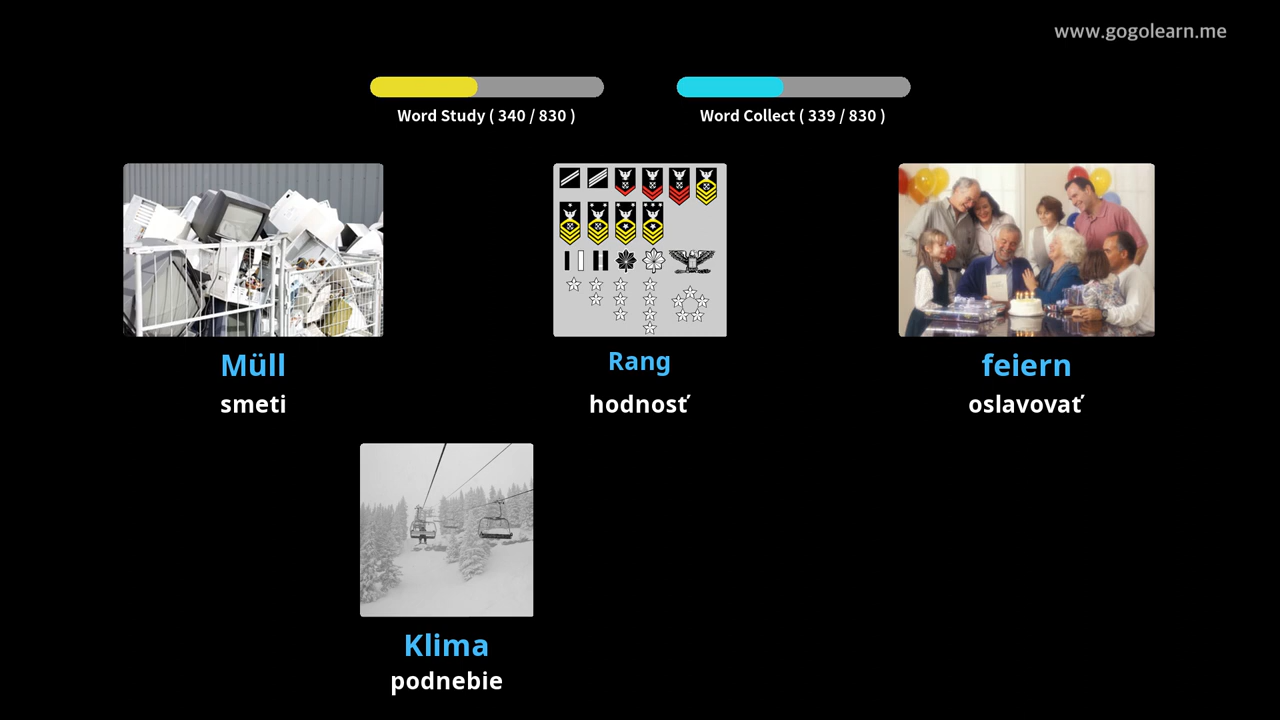 www.gogolearn.me
Word Study ( 340 / 830 )
Word Collect ( 339 / 830 )
Müll
smeti
Rang
hodnosť
feiern
oslavovať
Klima
podnebie